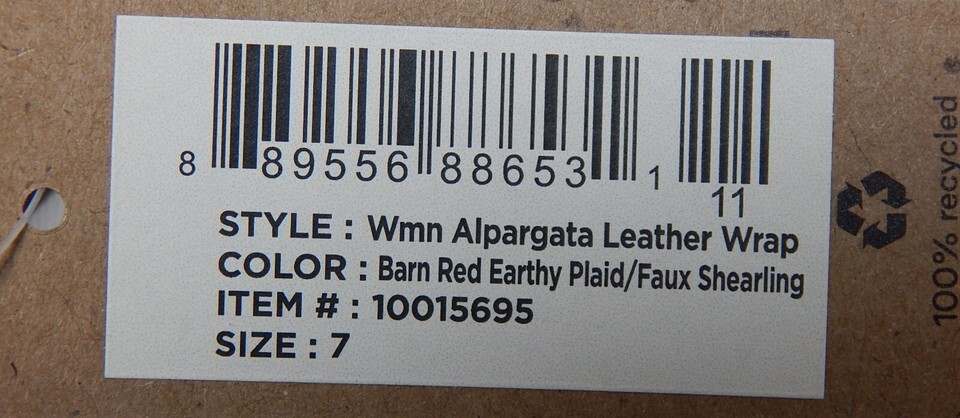 8 89556 88653 1 11
STYLE : Wmn Alpargata Leather Wrap
COLOR : Barn Red Earthy Plaid/Faux Shearling
ITEM # : 10015695
SIZE : 7
100% recycled